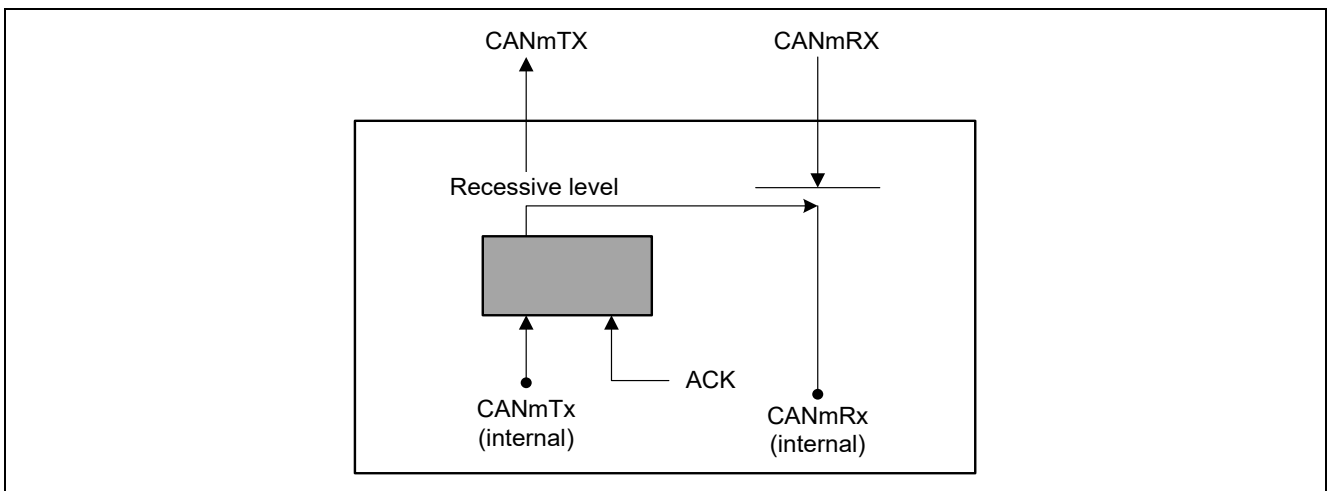 CANmTX
CANmRX
Recessive level
ACK
CANmTx
(internal)
CANmRx
(internal)